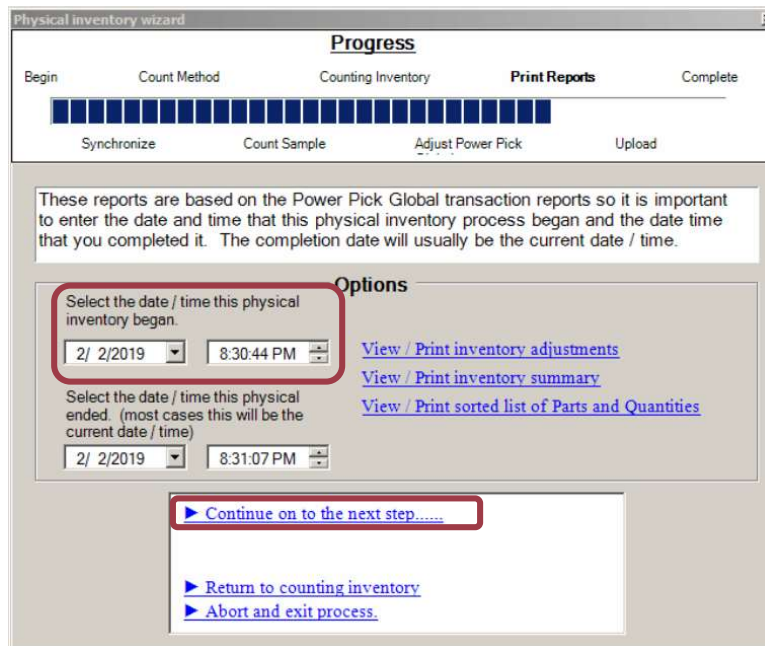 Physical inventory wizard
Progress
Begin Count Method Counting Inventory Print Reports Complete
Synchronize Count Sample Adjust Power Pick Upload
These reports are based on the Power Pick Global transaction reports so it is important
to enter the date and time that this physical inventory process began and the date time
that you completed it. The completion date will usually be the current date / time.
Options
Select the date / time this physical
inventory began.
2/ 2/2019 8:30:44 PM
View / Print inventory adjustments
View / Print inventory summary
View / Print sorted list of Parts and Quantities
Select the date / time this physical
ended. (most cases this will be the
current date / time)
2/ 2/2019 8:31:07 PM
► Continue on to the next step......
► Return to counting inventory
► Abort and exit process.